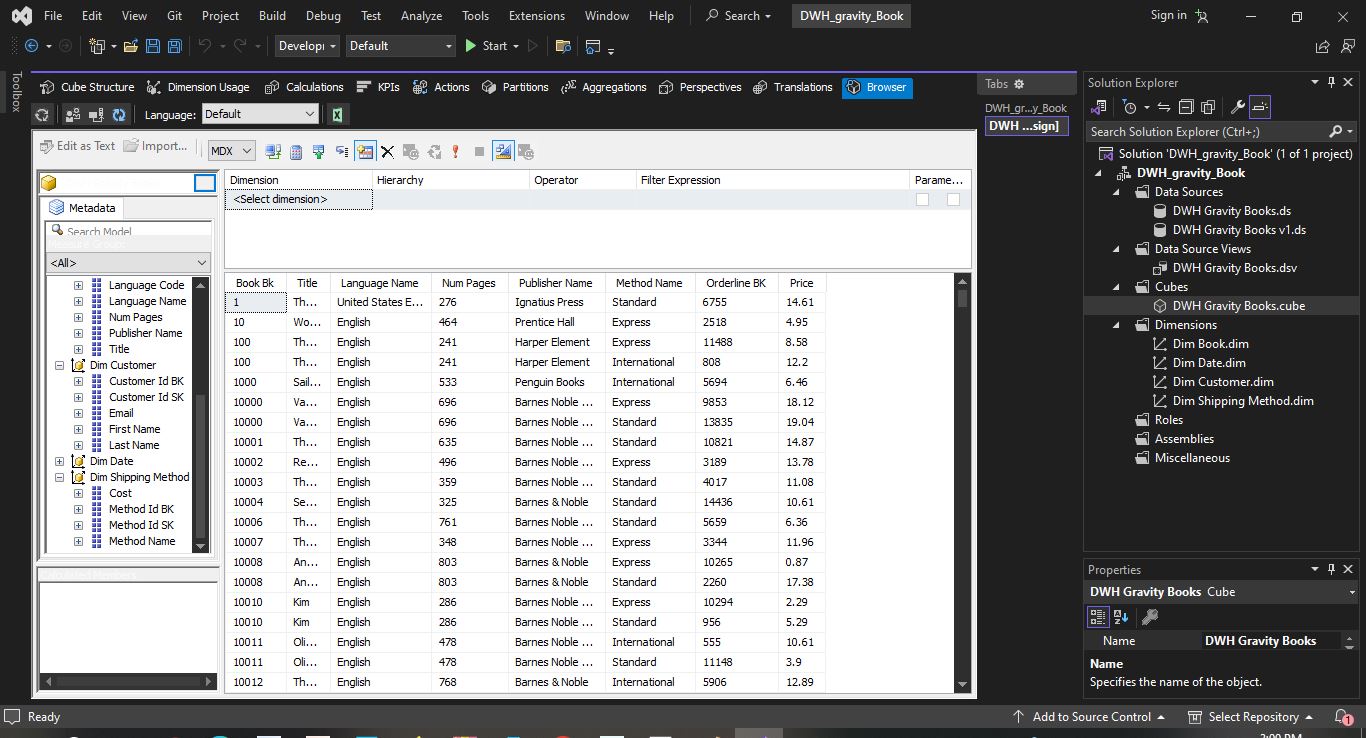 File Edit View Git Project Build Debug Test Analyze Tools Extensions Window Help Search DWH_gravity_Book Sign in
Developi Default Start
Toolbox
Cube Structure Dimension Usage Calculations KPIs Actions Partitions Aggregations Perspectives Translations Browser
Language: Default
Edit as Text Import... MDX
Metadata
Search Model
Measure Group:
<All>
Language Code
Language Name
Num Pages
Publisher Name
Title
Dim Customer
Customer Id BK
Customer Id SK
Email
First Name
Last Name
Dim Date
Dim Shipping Method
Cost
Method Id BK
Method Id SK
Method Name
Calculated Members
Dimension Hierarchy Operator Filter Expression Parame...
<Select dimension>
Book Bk Title Language Name Num Pages Publisher Name Method Name Orderline BK Price
1 Th... United States E... 276 Ignatius Press Standard 6755 14.61
10 Wo... English 464 Prentice Hall Express 2518 4.95
100 Th... English 241 Harper Element Express 11488 8.58
100 Th... English 241 Harper Element International 808 12.2
1000 Sail... English 533 Penguin Books International 5694 6.46
10000 Va... English 696 Barnes Noble ... Express 9853 18.12
10000 Va... English 696 Barnes Noble ... Standard 13835 19.04
10001 Th... English 635 Barnes Noble ... Standard 10821 14.87
10002 Re... English 496 Barnes Noble ... Express 3189 13.78
10003 Th... English 359 Barnes Noble ... Standard 4017 11.08
10004 Se... English 325 Barnes & Noble Standard 14436 10.61
10006 Th... English 761 Barnes Noble ... Standard 5659 6.36
10007 Th... English 348 Barnes Noble ... Express 3344 11.96
10008 An... English 803 Barnes & Noble Express 10265 0.87
10008 An... English 803 Barnes & Noble Standard 2260 17.38
10010 Kim English 286 Barnes Noble ... Express 10294 2.29
10010 Kim English 286 Barnes Noble ... Standard 956 5.29
10011 Oli... English 478 Barnes Noble ... International 555 10.61
10011 Oli... English 478 Barnes Noble ... Standard 11148 3.9
10012 Th... English 768 Barnes & Noble International 5906 12.89
Tabs
DWH_gr...y_Book
DWH ...sign]
Solution Explorer
Search Solution Explorer (Ctrl+;)
Solution 'DWH_gravity_Book' (1 of 1 project)
DWH_gravity_Book
Data Sources
DWH Gravity Books.ds
DWH Gravity Books v1.ds
Data Source Views
DWH Gravity Books.dsv
Cubes
DWH Gravity Books.cube
Dimensions
Dim Book.dim
Dim Date.dim
Dim Customer.dim
Dim Shipping Method.dim
Roles
Assemblies
Miscellaneous
Properties
DWH Gravity Books Cube
Name DWH Gravity Books
Name
Specifies the name of the object.
Ready Add to Source Control Select Repository 1